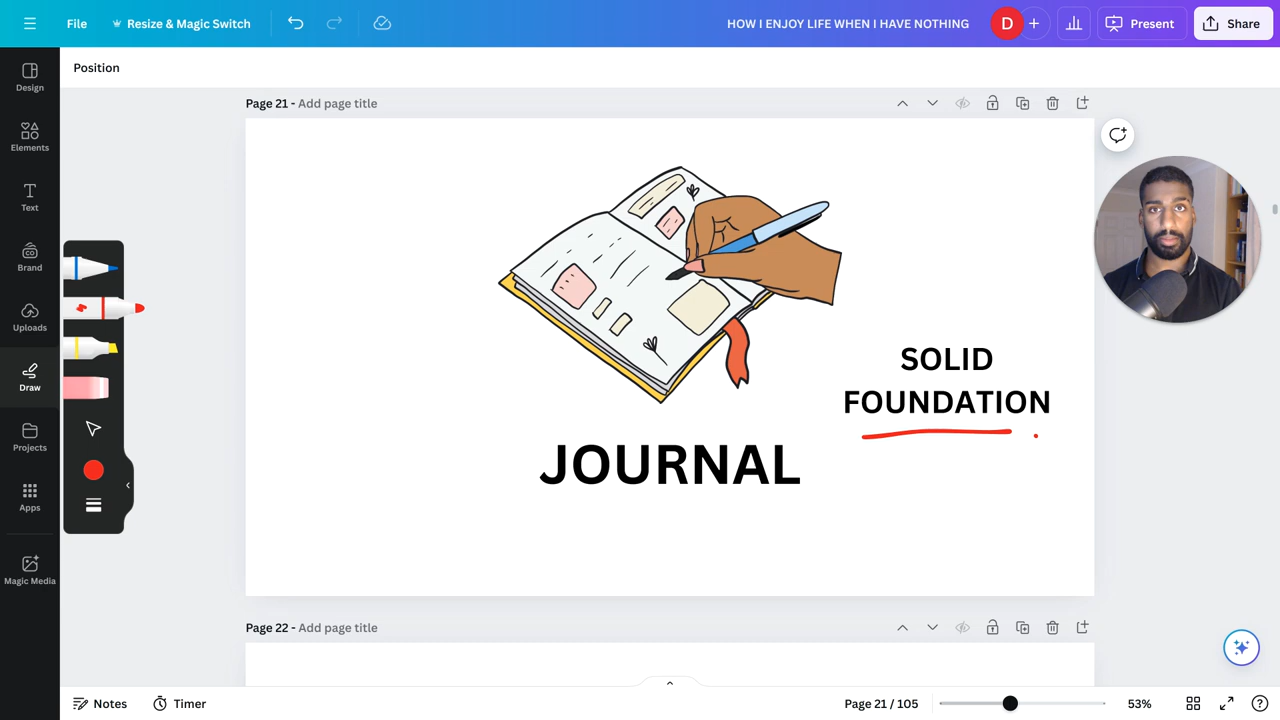 File
Resize & Magic Switch
HOW I ENJOY LIFE WHEN I HAVE NOTHING
D
Present
Share
Position
Design
Elements
Text
Brand
Uploads
Draw
Projects
Apps
Magic Media
Page 21 - Add page title
SOLID
FOUNDATION
JOURNAL
Page 22 - Add page title
Notes
Timer
Page 21 / 105
53%